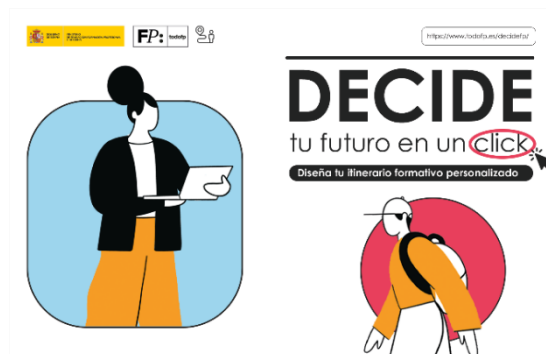 FP: todofp
https://www.todofp.es/decidefp/
DECIDE
tu futuro en un click
Diseña tu itinerario formativo personalizado